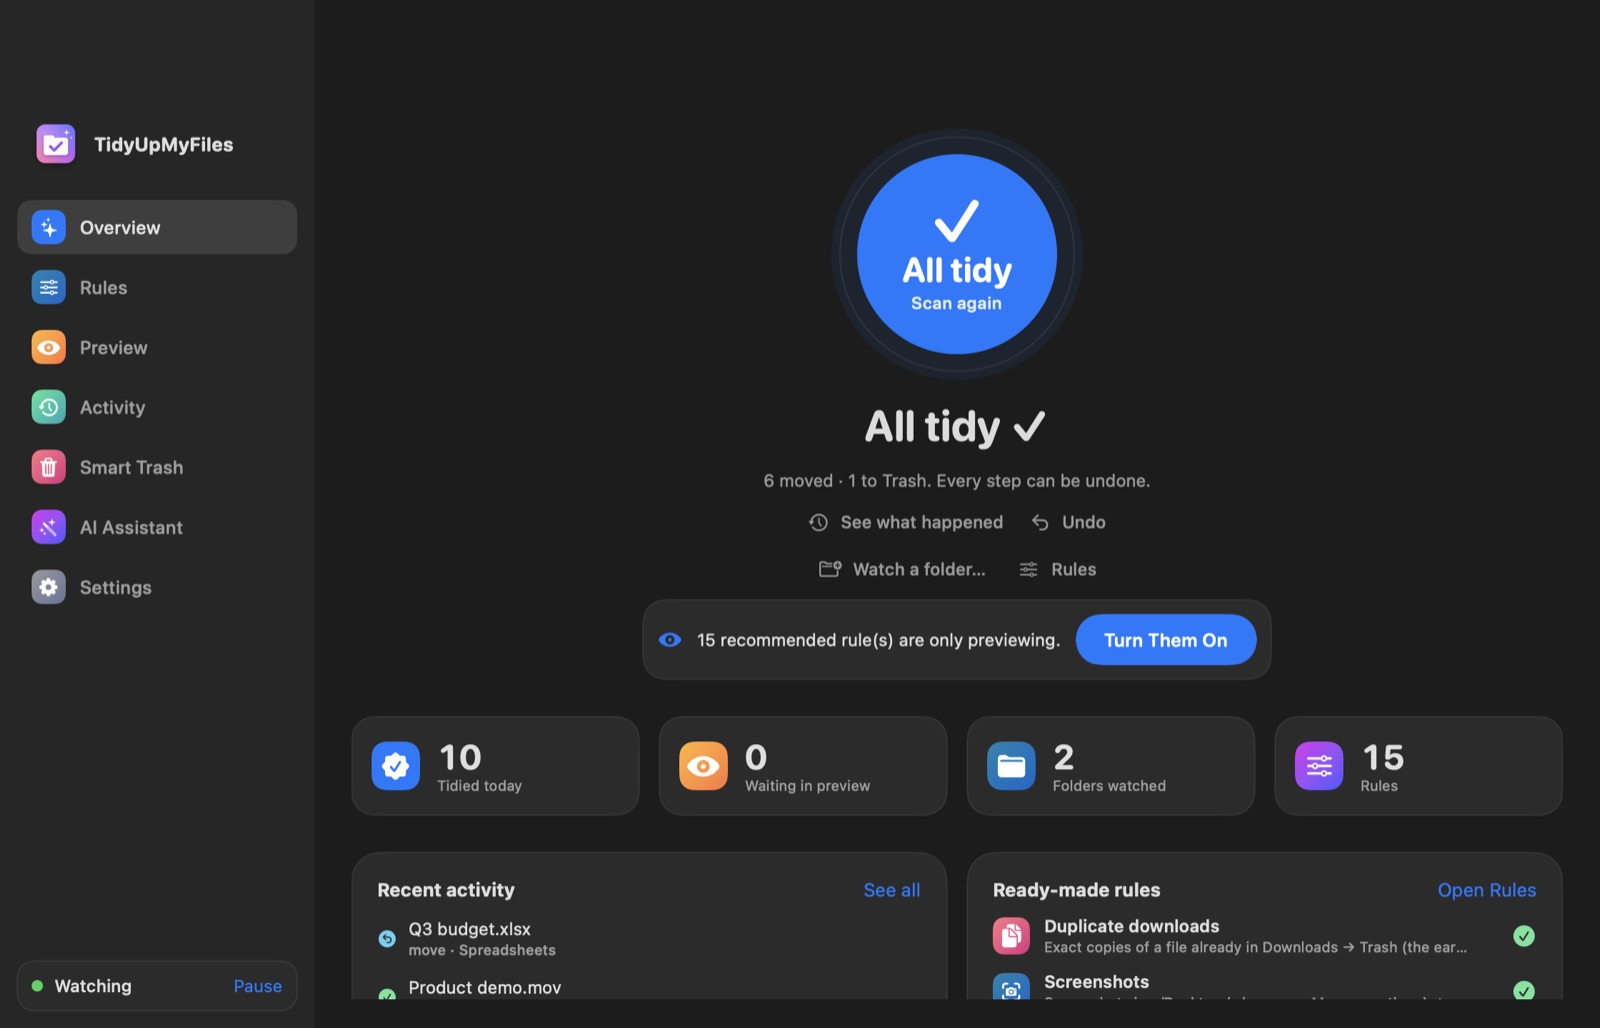 TidyUpMyFiles
Overview
Rules
Preview
Activity
Smart Trash
AI Assistant
Settings
Watching
Pause
All tidy
Scan again
All tidy ✓
6 moved · 1 to Trash. Every step can be undone.
See what happened
Undo
Watch a folder...
Rules
15 recommended rule(s) are only previewing.
Turn Them On
10
Tidied today
0
Waiting in preview
2
Folders watched
15
Rules
Recent activity
See all
Q3 budget.xlsx
move · Spreadsheets
Product demo.mov
Ready-made rules
Open Rules
Duplicate downloads
Exact copies of a file already in Downloads → Trash (the ear...
Screenshots